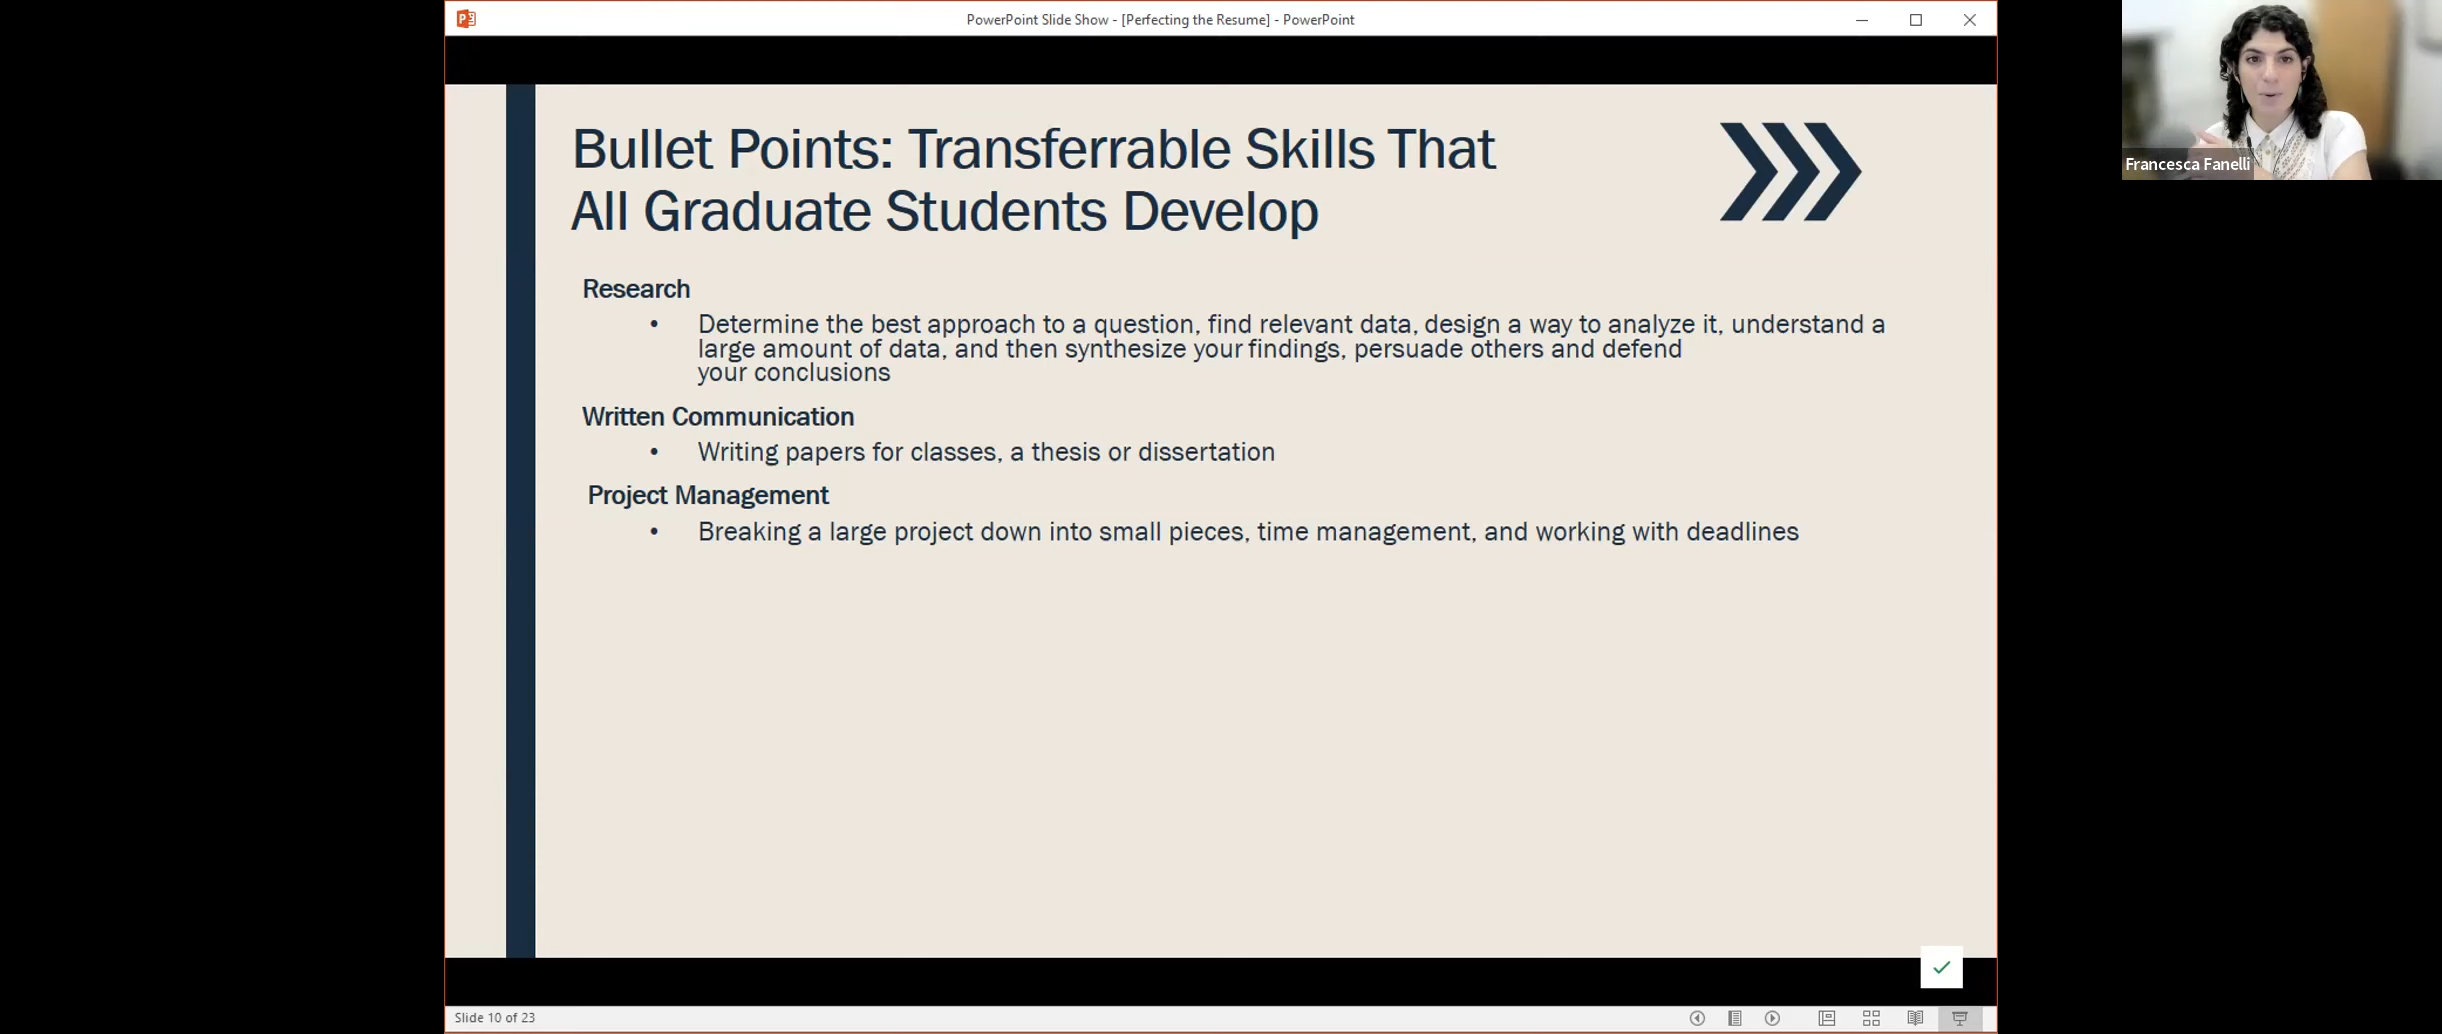 PowerPoint Slide Show - [Perfecting the Resume] - PowerPoint
Francesca Fanelli
Bullet Points: Transferrable Skills That
All Graduate Students Develop
Research
• Determine the best approach to a question, find relevant data, design a way to analyze it, understand a
large amount of data, and then synthesize your findings, persuade others and defend
your conclusions
Written Communication
• Writing papers for classes, a thesis or dissertation
Project Management
• Breaking a large project down into small pieces, time management, and working with deadlines
Slide 10 of 23